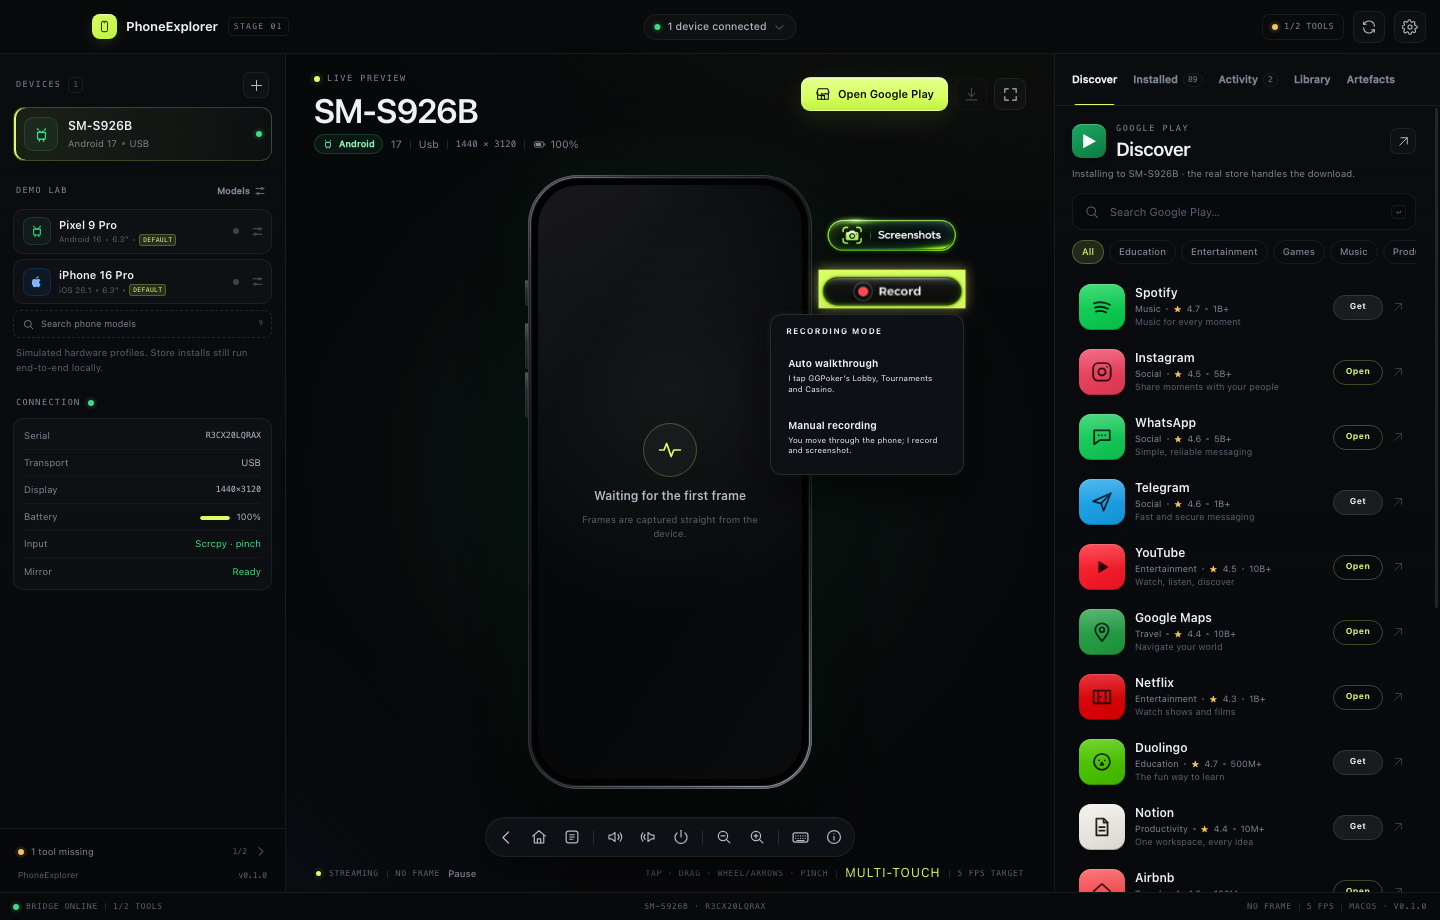 PhoneExplorer
STAGE 01
1 device connected
1/2 TOOLS
DEVICES 1
SM-S926B
Android 17 • USB
DEMO LAB
Models
Pixel 9 Pro
Android 16 • 6.3" • DEFAULT
iPhone 16 Pro
iOS 26.1 • 6.3" • DEFAULT
Search phone models 9
Simulated hardware profiles. Store installs still run
end-to-end locally.
CONNECTION
Serial R3CX20LQRAX
Transport USB
Display 1440×3120
Battery 100%
Input Scrcpy · pinch
Mirror Ready
1 tool missing 1/2
PhoneExplorer v0.1.0
LIVE PREVIEW
SM-S926B
Android 17 | Usb | 1440 × 3120 | 100%
Open Google Play
Screenshots
Record
RECORDING MODE
Auto walkthrough
I tap GGPoker's Lobby, Tournaments
and Casino.
Manual recording
You move through the phone; I record
and screenshot.
Waiting for the first frame
Frames are captured straight from the
device.
STREAMING | NO FRAME Pause
TAP · DRAG · WHEEL/ARROWS · PINCH | MULTI-TOUCH | 5 FPS TARGET
Discover
Installed 89
Activity 2
Library
Artefacts
GOOGLE PLAY
Discover
Installing to SM-S926B · the real store handles the download.
Search Google Play…
All
Education
Entertainment
Games
Music
Spotify
Music · ★ 4.7 · 1B+
Music for every moment
Get
Instagram
Social · ★ 4.5 · 5B+
Share moments with your people
Open
WhatsApp
Social · ★ 4.6 · 5B+
Simple, reliable messaging
Open
Telegram
Social · ★ 4.6 · 1B+
Fast and secure messaging
Get
YouTube
Entertainment · ★ 4.5 · 10B+
Watch, listen, discover
Open
Google Maps
Travel · ★ 4.4 · 10B+
Navigate your world
Open
Netflix
Entertainment · ★ 4.3 · 1B+
Watch shows and films
Open
Duolingo
Education · ★ 4.7 · 500M+
The fun way to learn
Get
Notion
Productivity · ★ 4.4 · 10M+
One workspace, every idea
Get
Airbnb
BRIDGE ONLINE | 1/2 TOOLS
SM-S926B · R3CX20LQRAX
NO FRAME | 5 FPS | MACOS · V0.1.0